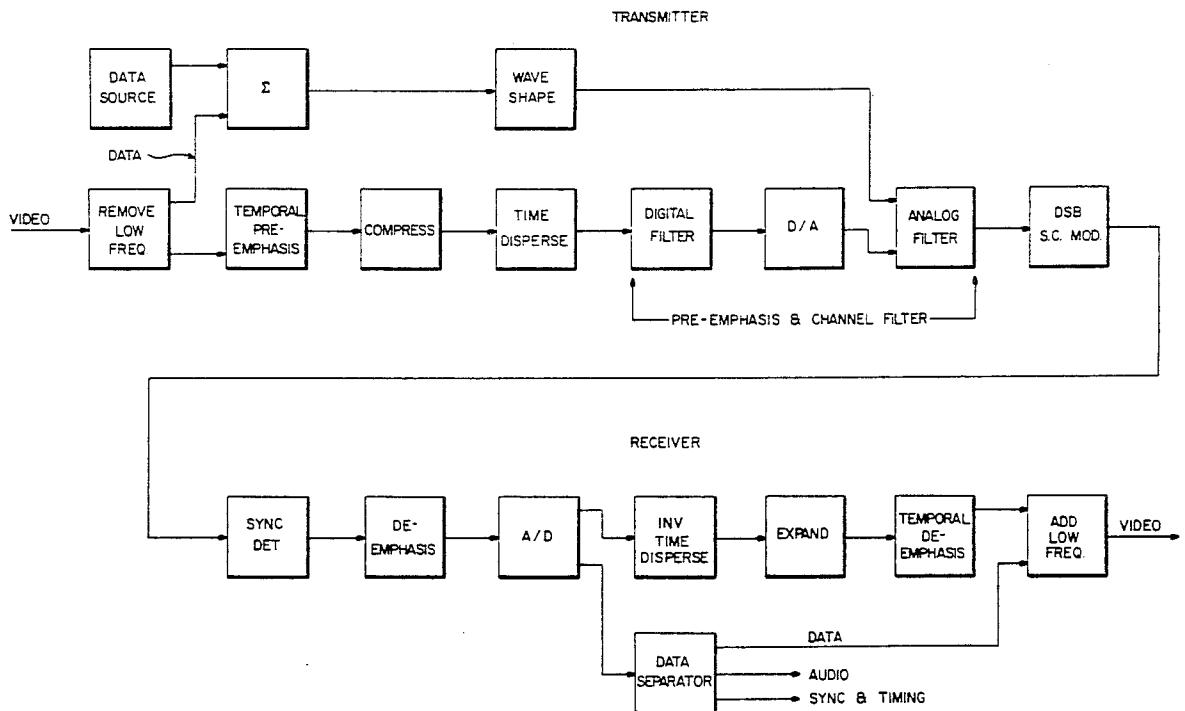 TRANSMITTER
DATA
SOURCE
Σ
WAVE
SHAPE
DATA
VIDEO
REMOVE
LOW
FREQ.
TEMPORAL
PRE-
EMPHASIS
COMPRESS
TIME
DISPERSE
DIGITAL
FILTER
D/A
ANALOG
FILTER
DSB
S.C. MOD.
PRE-EMPHASIS & CHANNEL FILTER
RECEIVER
SYNC
DET
DE-
EMPHASIS
A/D
INV
TIME
DISPERSE
EXPAND
TEMPORAL
DE-
EMPHASIS
ADD
LOW
FREQ.
VIDEO
DATA
SEPARATOR
DATA
AUDIO
SYNC & TIMING